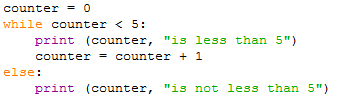 counter = 0
while counter < 5:
    print (counter, "is less than 5")
    counter = counter + 1
else:
    print (counter, "is not less than 5")